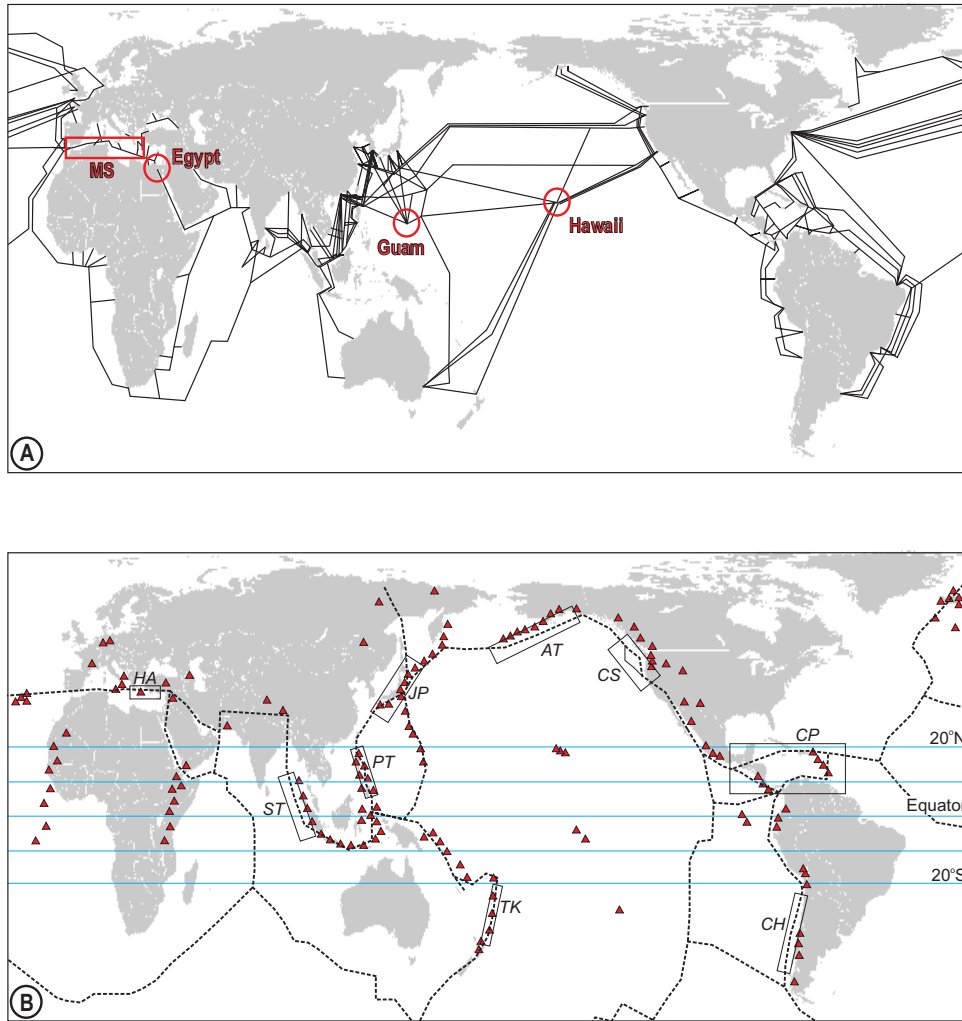 Egypt
MS
Hawaii
Guam
A
HA
AT
CS
JP
20°N
CP
PT
ST
Equator
20°S
TK
CH
B